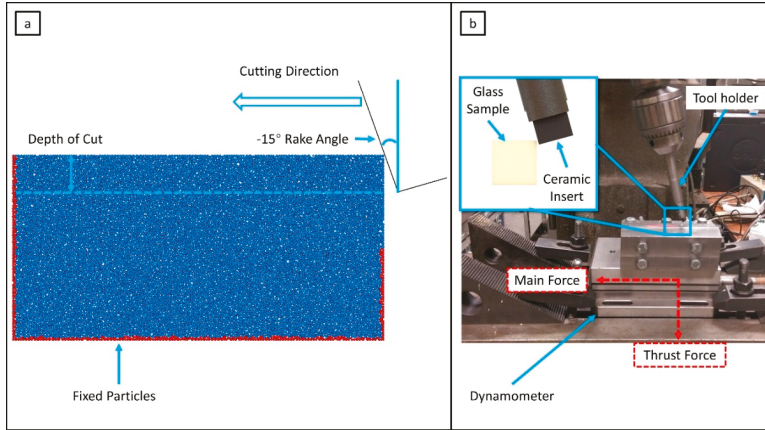 a
Cutting Direction
Depth of Cut
-15° Rake Angle
Fixed Particles
b
Glass
Sample
Tool holder
Ceramic
Insert
Main Force
Thrust Force
Dynamometer